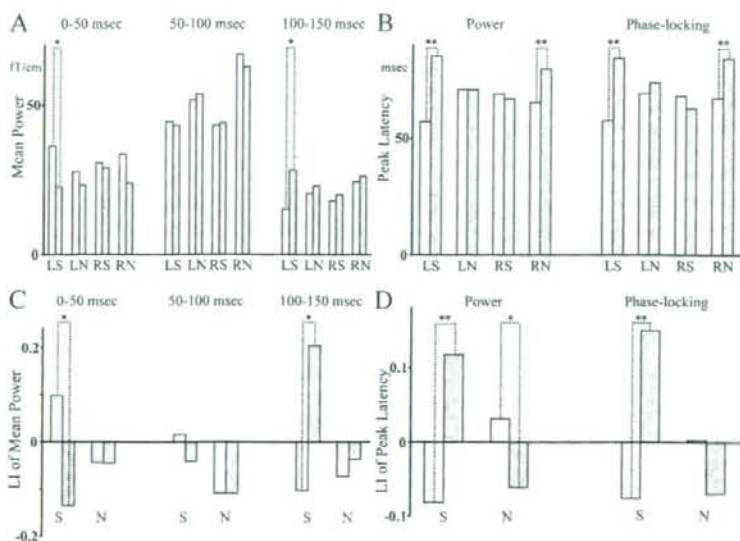 A 0-50 msec 50-100 msec 100-150 msec
* *
fT/cm
50
Mean Power
0
LS LN RS RN LS LN RS RN LS LN RS RN
B Power Phase-locking
** ** ** **
msec
50
Peak Latency
0
LS LN RS RN LS LN RS RN
C 0-50 msec 50-100 msec 100-150 msec
* *
0.2
0
LI of Mean Power
-0.2
S N S N S N
D Power Phase-locking
** * **
0.1
0
LI of Peak Latency
-0.1
S N S N